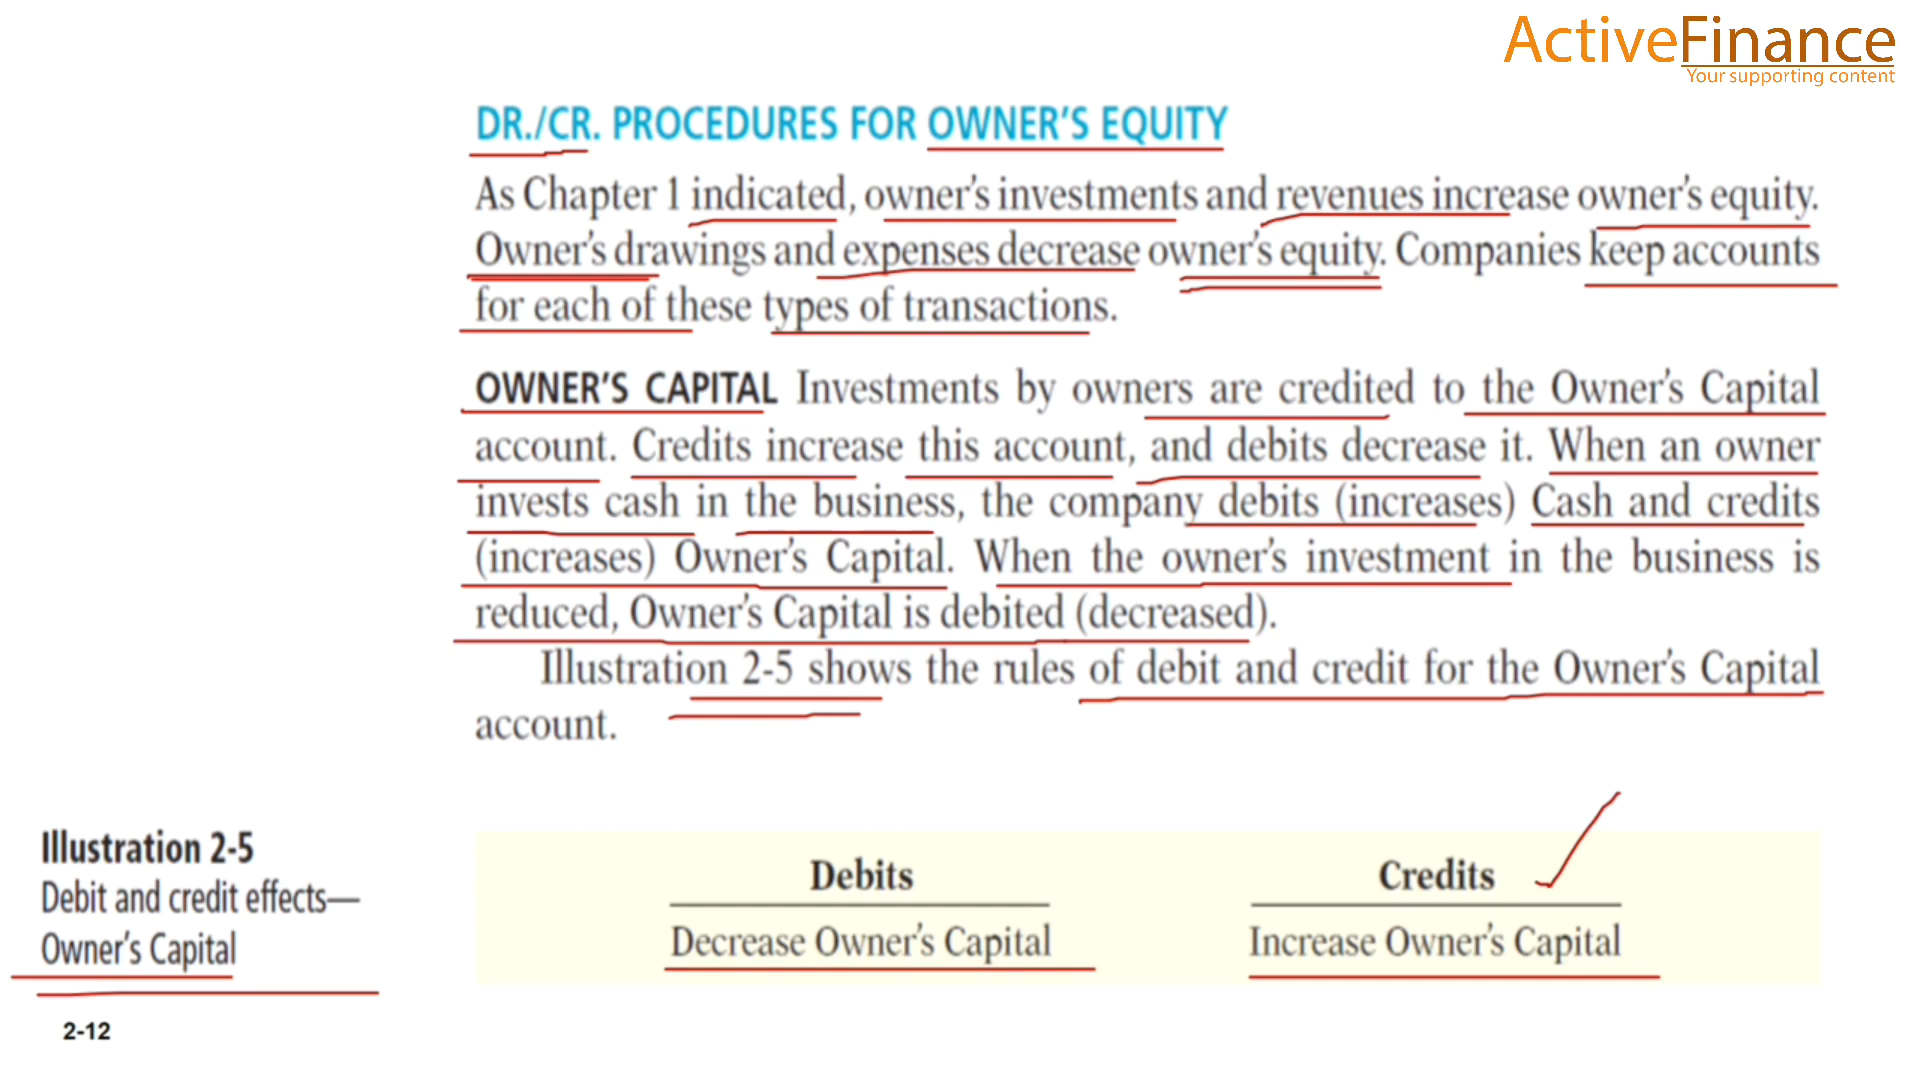 ActiveFinance
Your supporting content
DR./CR. PROCEDURES FOR OWNER'S EQUITY
As Chapter 1 indicated, owner's investments and revenues increase owner's equity.
Owner's drawings and expenses decrease owner's equity. Companies keep accounts
for each of these types of transactions.
OWNER'S CAPITAL Investments by owners are credited to the Owner's Capital
account. Credits increase this account, and debits decrease it. When an owner
invests cash in the business, the company debits (increases) Cash and credits
(increases) Owner's Capital. When the owner's investment in the business is
reduced, Owner's Capital is debited (decreased).
Illustration 2-5 shows the rules of debit and credit for the Owner's Capital
account.
Illustration 2-5
Debit and credit effects—
Owner's Capital
Debits Credits
Decrease Owner's Capital Increase Owner's Capital
2-12